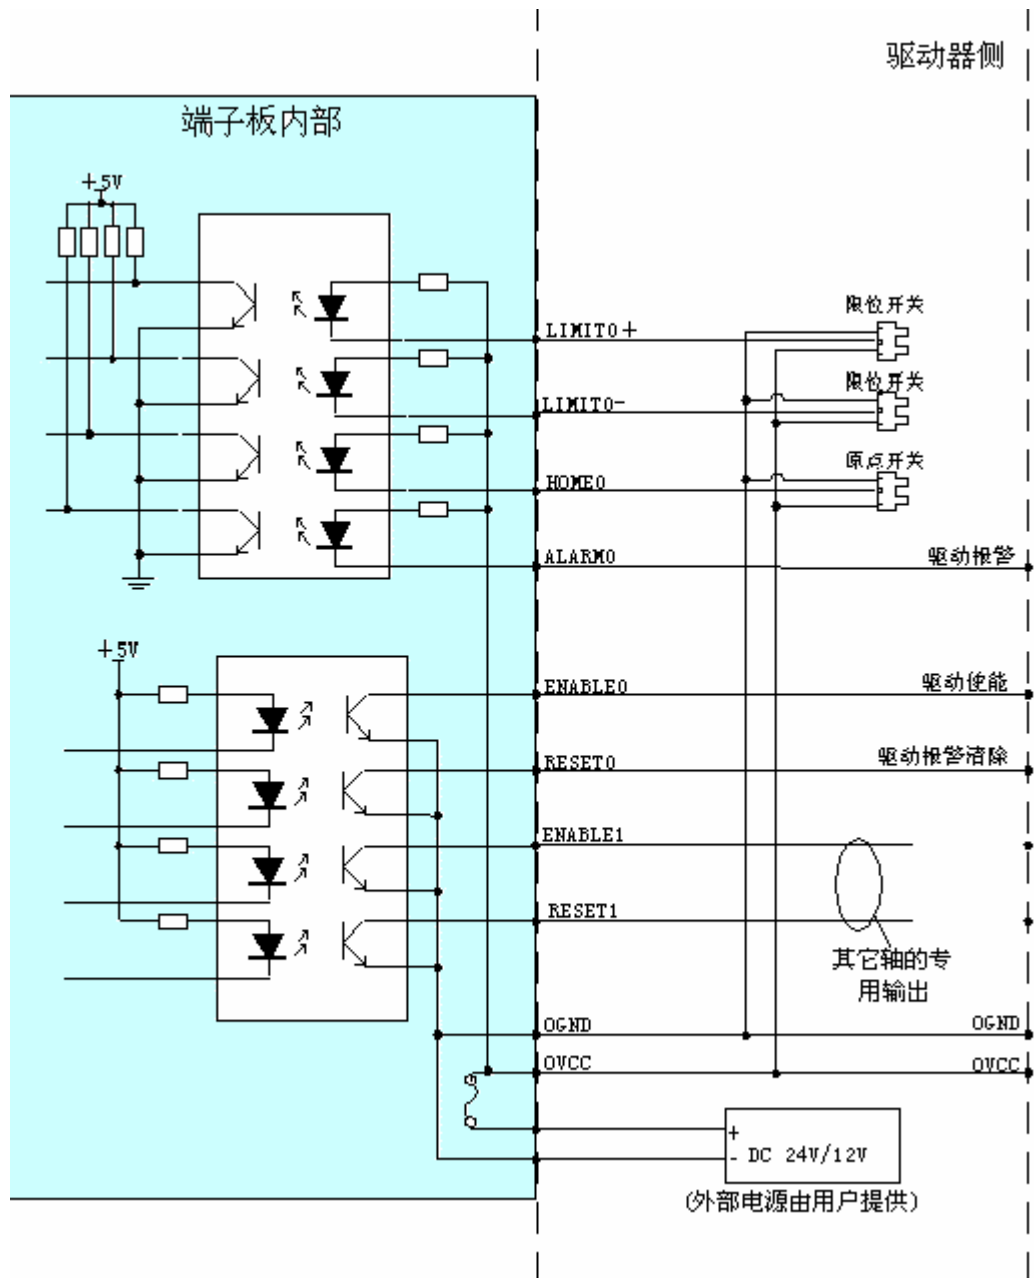 驱动器侧
端子板内部
+5V
限位开关
LIMIT0+
限位开关
LIMIT0-
原点开关
HOME0
ALARM0
驱动报警
+5V
ENABLE0
驱动使能
RESET0
驱动报警清除
ENABLE1
RESET1
其它轴的专
用输出
OGND
OGND
OVCC
OVCC
+
- DC 24V/12V
(外部电源由用户提供)